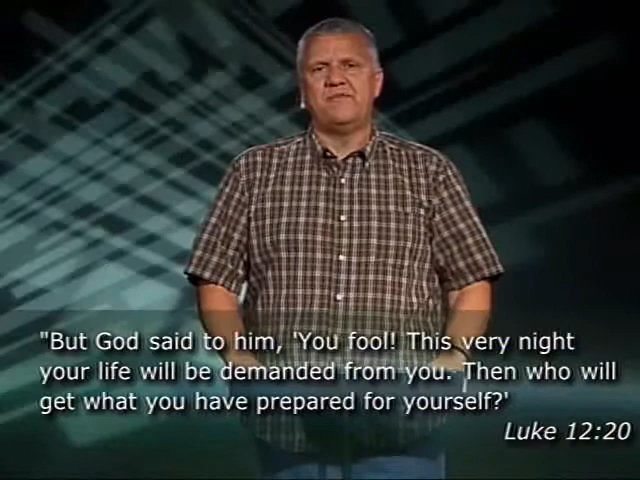 "But God said to him, 'You fool! This very night
your life will be demanded from you. Then who will
get what you have prepared for yourself?'
Luke 12:20